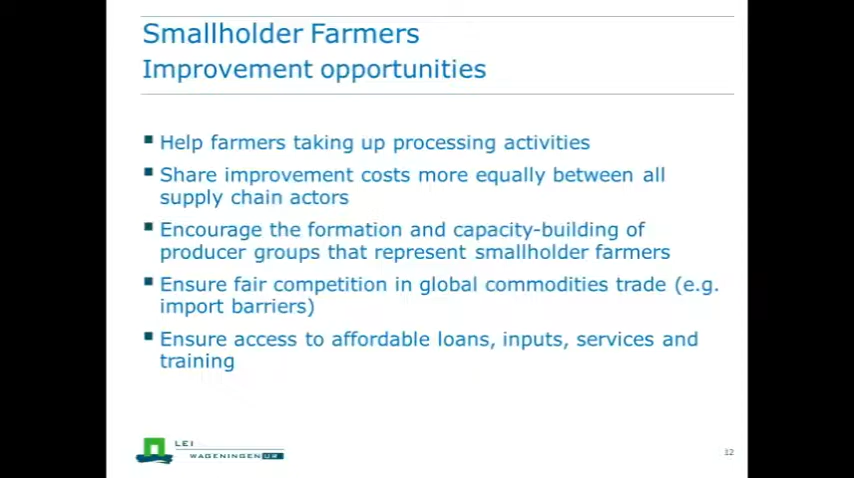 Smallholder Farmers
Improvement opportunities
Help farmers taking up processing activities
Share improvement costs more equally between all
supply chain actors
Encourage the formation and capacity-building of
producer groups that represent smallholder farmers
Ensure fair competition in global commodities trade (e.g.
import barriers)
Ensure access to affordable loans, inputs, services and
training
LEI
WAGENINGEN UR
12